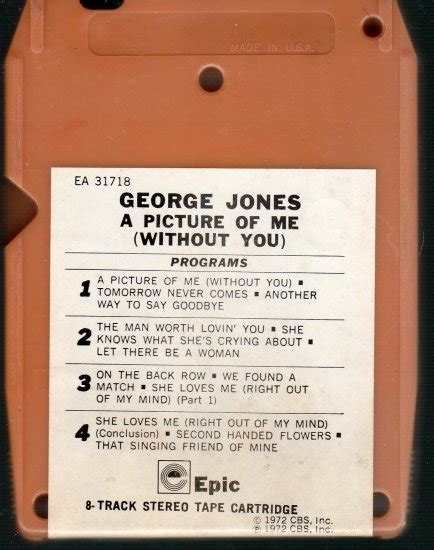 MADE IN U.S.A.
EA 31718
GEORGE JONES
A PICTURE OF ME
(WITHOUT YOU)
PROGRAMS
1 A PICTURE OF ME (WITHOUT YOU) ▪
TOMORROW NEVER COMES ▪ ANOTHER
WAY TO SAY GOODBYE
2 THE MAN WORTH LOVIN' YOU ▪ SHE
KNOWS WHAT SHE'S CRYING ABOUT ▪
LET THERE BE A WOMAN
3 ON THE BACK ROW ▪ WE FOUND A
MATCH ▪ SHE LOVES ME (RIGHT OUT
OF MY MIND) (Part 1)
4 SHE LOVES ME (RIGHT OUT OF MY MIND)
(Conclusion) ▪ SECOND HANDED FLOWERS ▪
THAT SINGING FRIEND OF MINE
Epic
8-TRACK STEREO TAPE CARTRIDGE
© 1972 CBS, Inc.
℗ 1972 CBS, Inc.